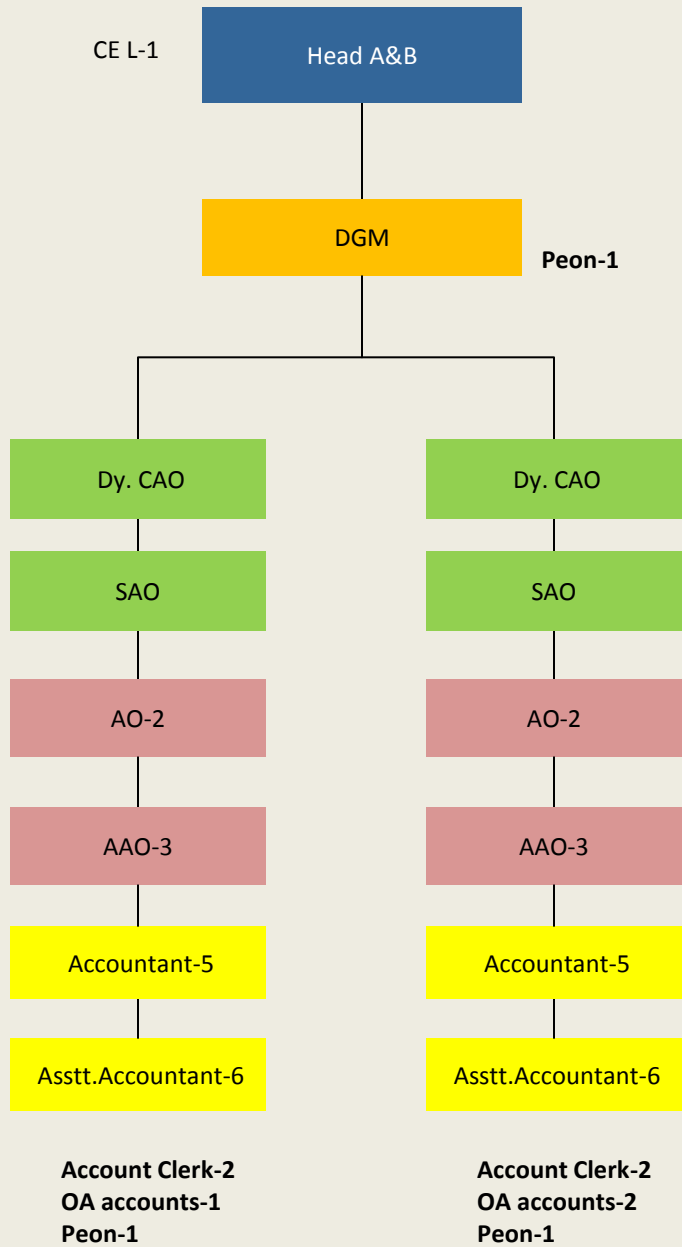 CE L-1
Head A&B
DGM
Peon-1
Dy. CAO
Dy. CAO
SAO
SAO
AO-2
AO-2
AAO-3
AAO-3
Accountant-5
Accountant-5
Asstt.Accountant-6
Asstt.Accountant-6
Account Clerk-2
OA accounts-1
Peon-1
Account Clerk-2
OA accounts-2
Peon-1